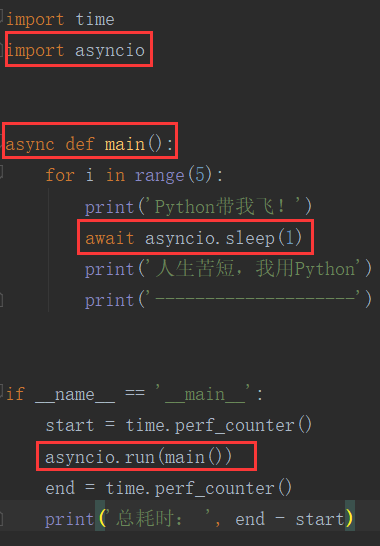 import time
import asyncio
async def main():
    for i in range(5):
        print('Python带我飞！')
        await asyncio.sleep(1)
        print('人生苦短，我用Python')
        print('--------------------')
if __name__ == '__main__':
    start = time.perf_counter()
    asyncio.run(main())
    end = time.perf_counter()
    print('总耗时： ', end - start)